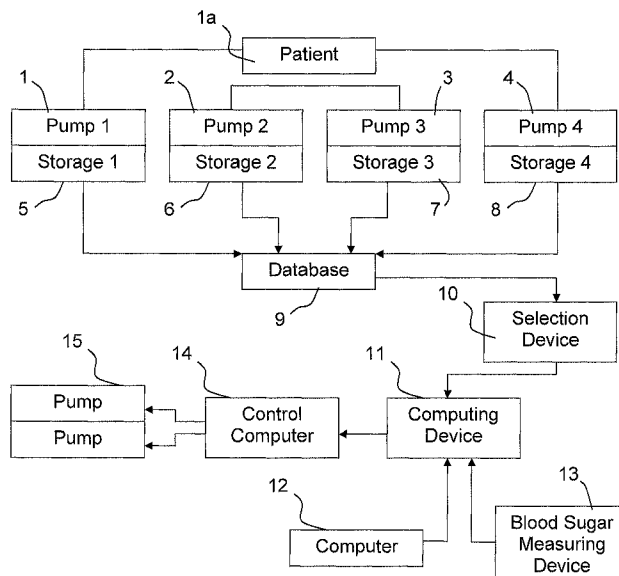 1a
Patient
1
2
3
4
Pump 1
Pump 2
Pump 3
Pump 4
Storage 1
Storage 2
Storage 3
Storage 4
5
6
7
8
Database
9
10
Selection
Device
15
14
11
Pump
Pump
Control
Computer
Computing
Device
12
Computer
13
Blood Sugar
Measuring
Device